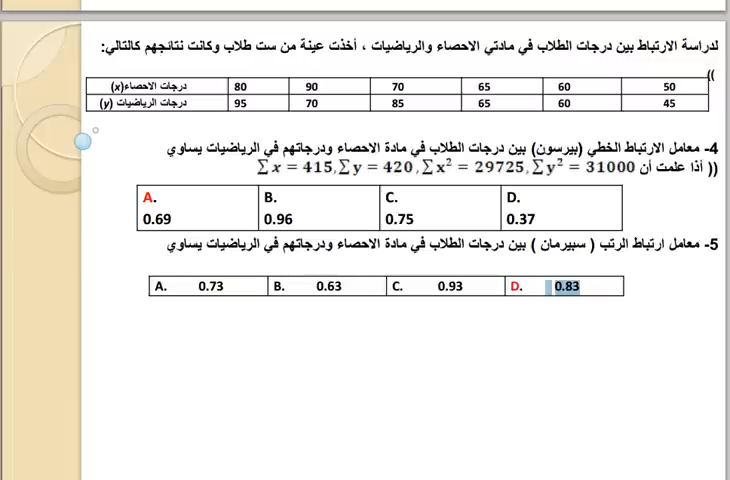 لدراسة الارتباط بين درجات الطلاب في مادتي الاحصاء والرياضيات ، أخذت عينة من ست طلاب وكانت نتائجهم كالتالي:
((
درجات الاحصاء(x) 80 90 70 65 60 50
درجات الرياضيات (y) 95 70 85 65 60 45
4- معامل الارتباط الخطي (بيرسون) بين درجات الطلاب في مادة الاحصاء ودرجاتهم في الرياضيات يساوي
(( أذا علمت أن ∑x = 415,∑y = 420,∑x² = 29725,∑y² = 31000
A. B. C. D.
0.69 0.96 0.75 0.37
5- معامل ارتباط الرتب ( سبيرمان ) بين درجات الطلاب في مادة الاحصاء ودرجاتهم في الرياضيات يساوي
A. 0.73 B. 0.63 C. 0.93 D. 0.83